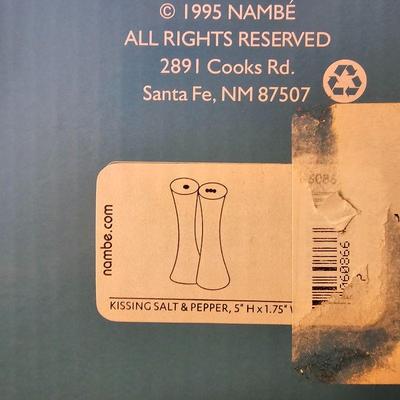 © 1995 NAMBÉ
ALL RIGHTS RESERVED
2891 Cooks Rd.
Santa Fe, NM 87507
nambe.com
KISSING SALT & PEPPER, 5" H x 1.75" W
60866